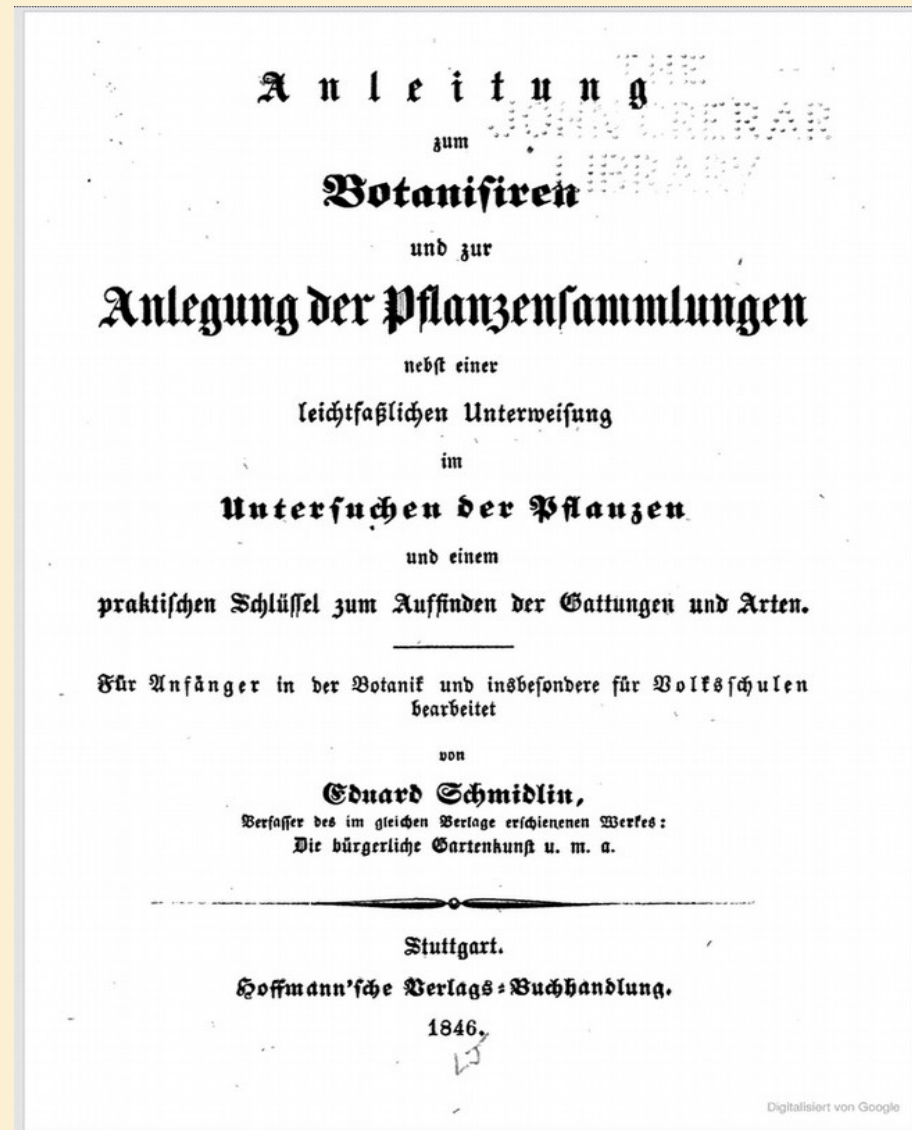 Anleitung
zum
THE
JOHN CRERAR
LIBRARY
Botanisiren
und zur
Anlegung der Pflanzensammlungen
nebst einer
leichtfaßlichen Unterweisung
im
Untersuchen der Pflanzen
und einem
praktischen Schlüssel zum Auffinden der Gattungen und Arten.
Für Anfänger in der Botanik und insbesondere für Volksschulen
bearbeitet
von
Eduard Schmidlin,
Verfasser des im gleichen Verlage erschienenen Werkes:
Die bürgerliche Gartenkunst u. m. a.
Stuttgart.
Hoffmann'sche Verlags-Buchhandlung.
1846.
Digitalisiert von Google